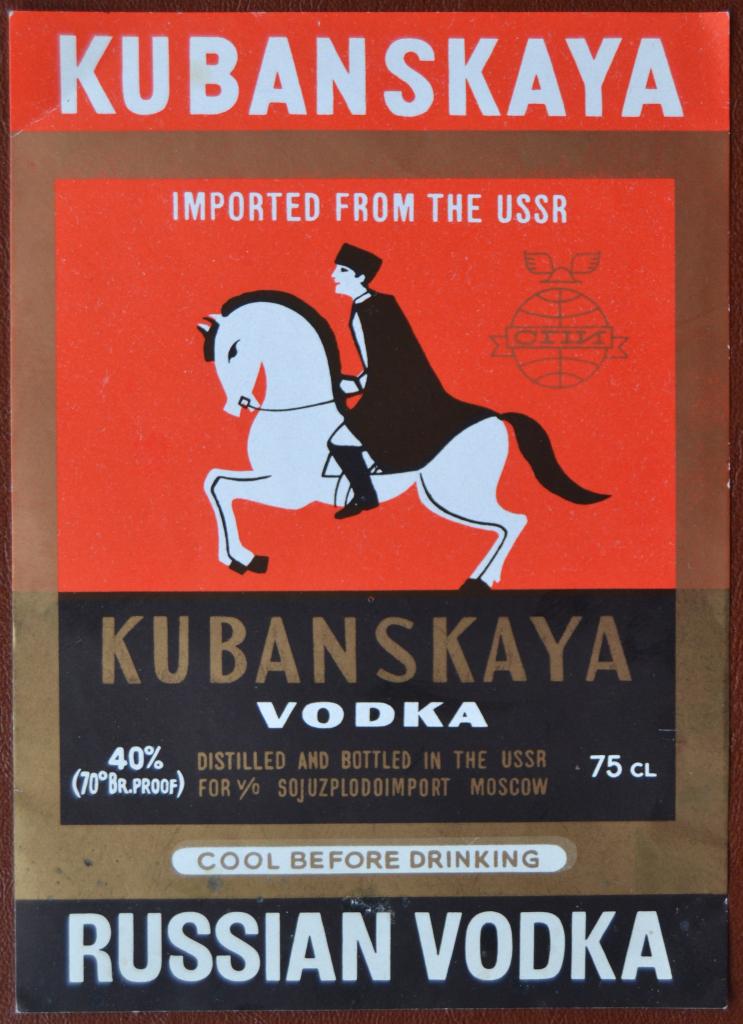 KUBANSKAYA
IMPORTED FROM THE USSR
СПИ
KUBANSKAYA
VODKA
40%
(70° BR. PROOF)
DISTILLED AND BOTTLED IN THE USSR
FOR V/O SOJUZPLODOIMPORT MOSCOW
75 CL
COOL BEFORE DRINKING
RUSSIAN VODKA